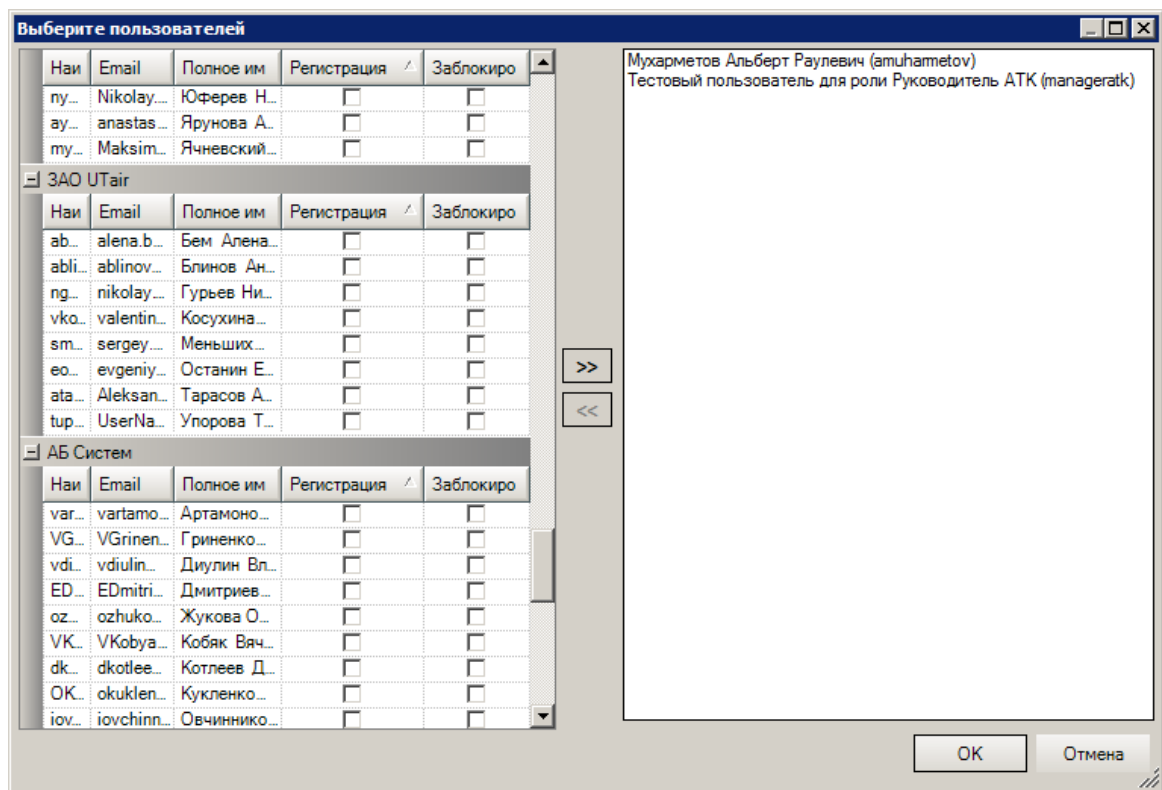 Выберите пользователей
Наи Email Полное им Регистрация Заблокиро
ny... Nikolay.... Юферев Н...
ay... anastas... Ярунова А...
my... Maksim... Ячневский...
ЗАО UTair
Наи Email Полное им Регистрация Заблокиро
ab... alena.b... Бем Алена...
abli... ablinov... Блинов Ан...
ng... nikolay.... Гурьев Ни...
vko... valentin... Косухина...
sm... sergey.... Меньших...
eo... evgeniy... Останин Е...
ata... Aleksan... Тарасов А...
tup... UserNa... Упорова Т...
АБ Систем
Наи Email Полное им Регистрация Заблокиро
var... vartamo... Артамоно...
VG... VGrinen... Гриненко...
vdi... vdiulin... Диулин Вл...
ED... EDmitri... Дмитриев...
oz... ozhuko... Жукова О...
VK... VKobya... Кобяк Вяч...
dk... dkotlee... Котлеев Д...
OK... okuklen... Кукленко...
iov... iovchinn... Овчиннико...
>>
<<
Мухарметов Альберт Раулевич (amuhametov)
Тестовый пользователь для роли Руководитель АТК (manageratk)
OK Отмена